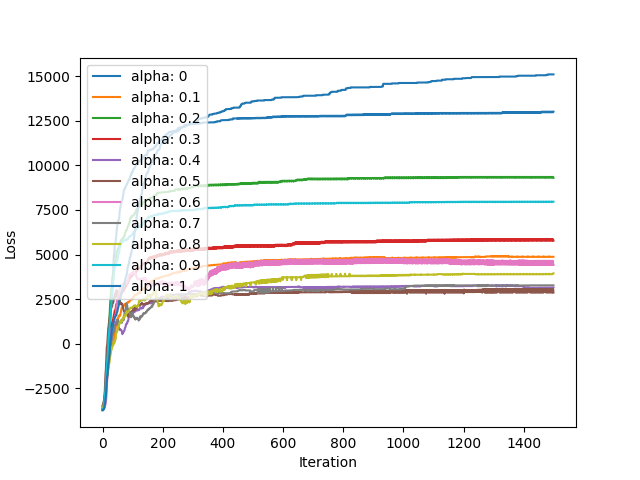 15000
12500
10000
7500
5000
2500
0
−2500
Loss
alpha: 0
alpha: 0.1
alpha: 0.2
alpha: 0.3
alpha: 0.4
alpha: 0.5
alpha: 0.6
alpha: 0.7
alpha: 0.8
alpha: 0.9
alpha: 1
0 200 400 600 800 1000 1200 1400
Iteration